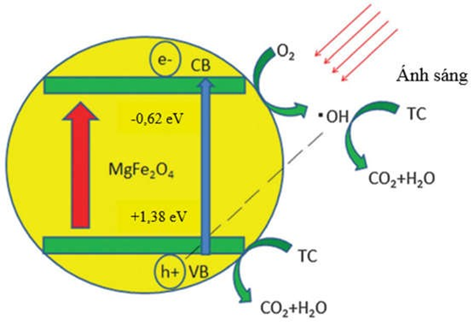 e- CB
O₂
Ánh sáng
-0,62 eV
•OH
TC
MgFe₂O₄
CO₂+H₂O
+1,38 eV
h+ VB
TC
CO₂+H₂O